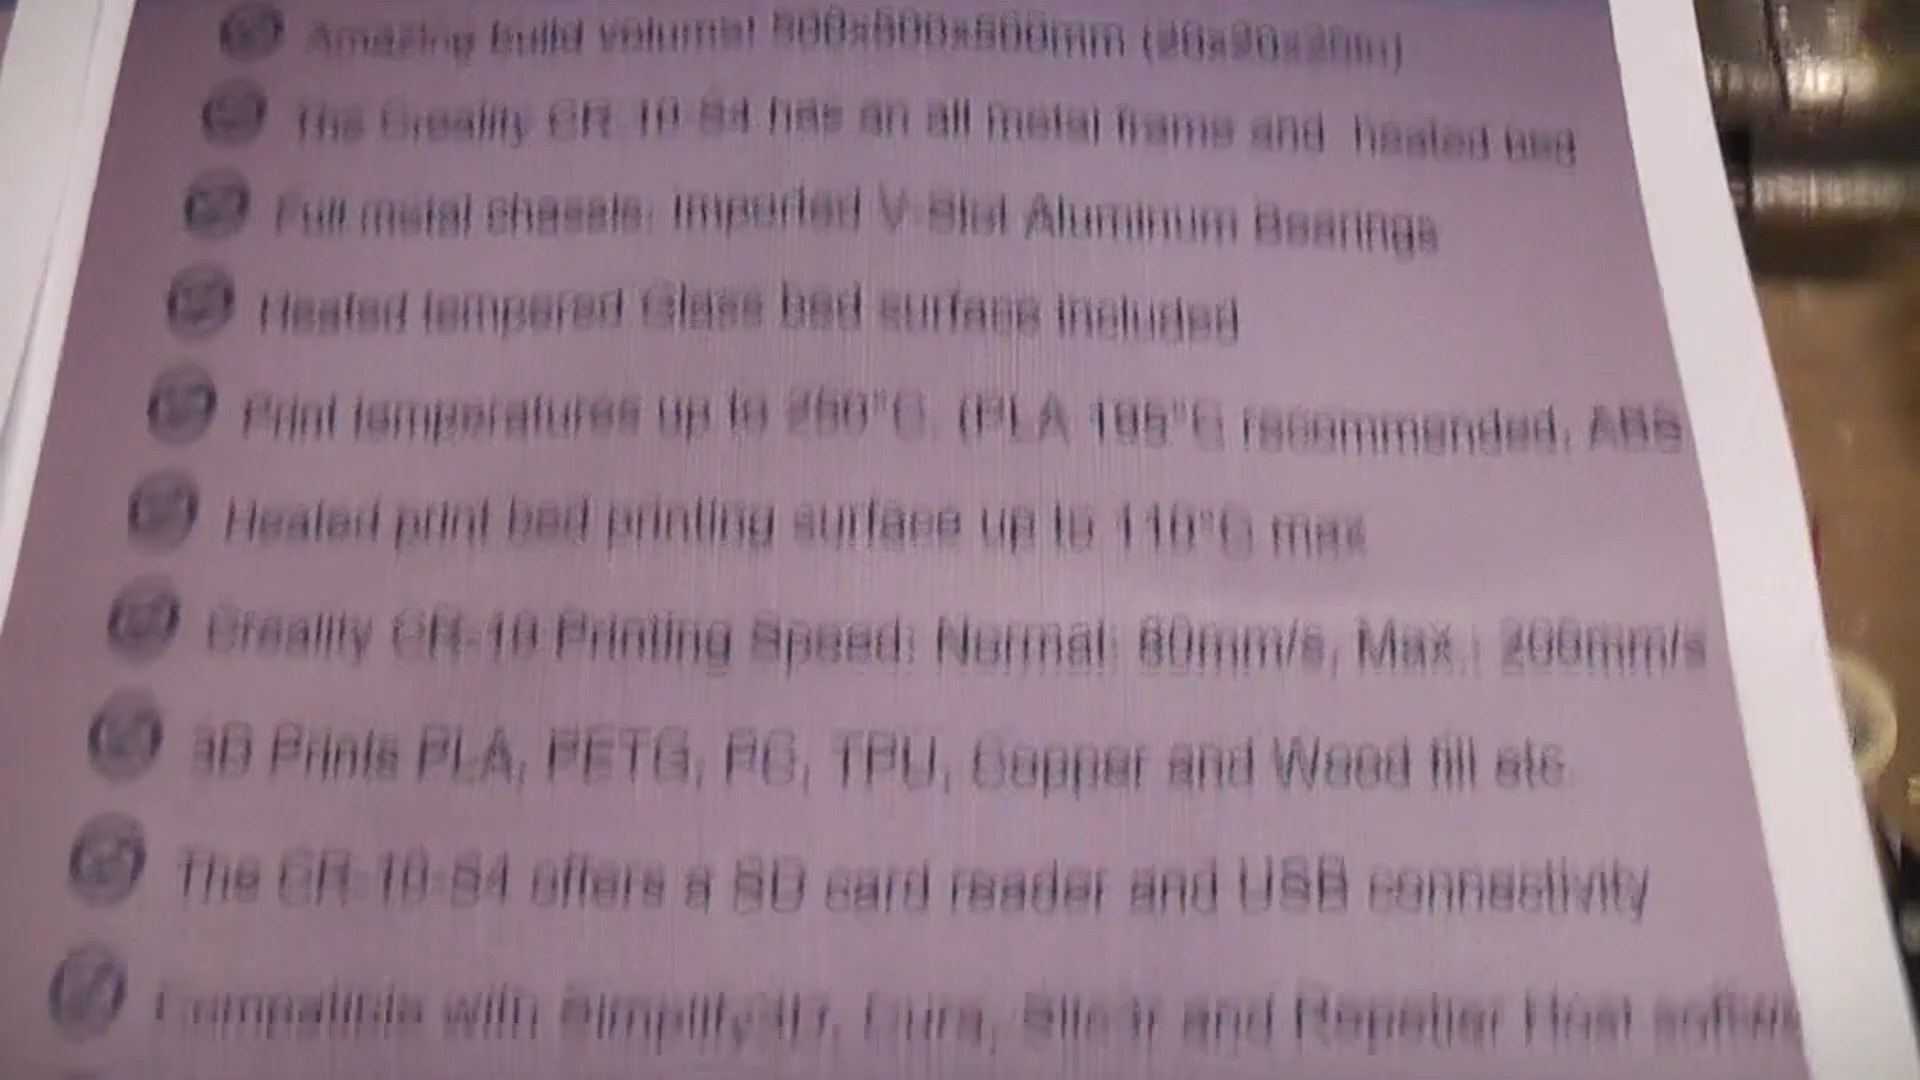 Amazing build volume! 500x500x500mm (20x20x20in)
The Creality CR-10-S4 has an all metal frame and heated bed
Full metal chassis: Imported V-Slot Aluminum Bearings
Heated tempered Glass bed surface included
Print temperatures up to 260°C. (PLA 195°C recommended, ABS
Heated print bed printing surface up to 110°C max
Creality CR-10 Printing Speed: Normal: 80mm/s, Max.: 200mm/s
3D Prints PLA, PETG, PC, TPU, Copper and Wood fill etc
The CR-10-S4 offers a SD card reader and USB connectivity
Compatible with Simplify3D, Cura, Slic3r and Repetier Host